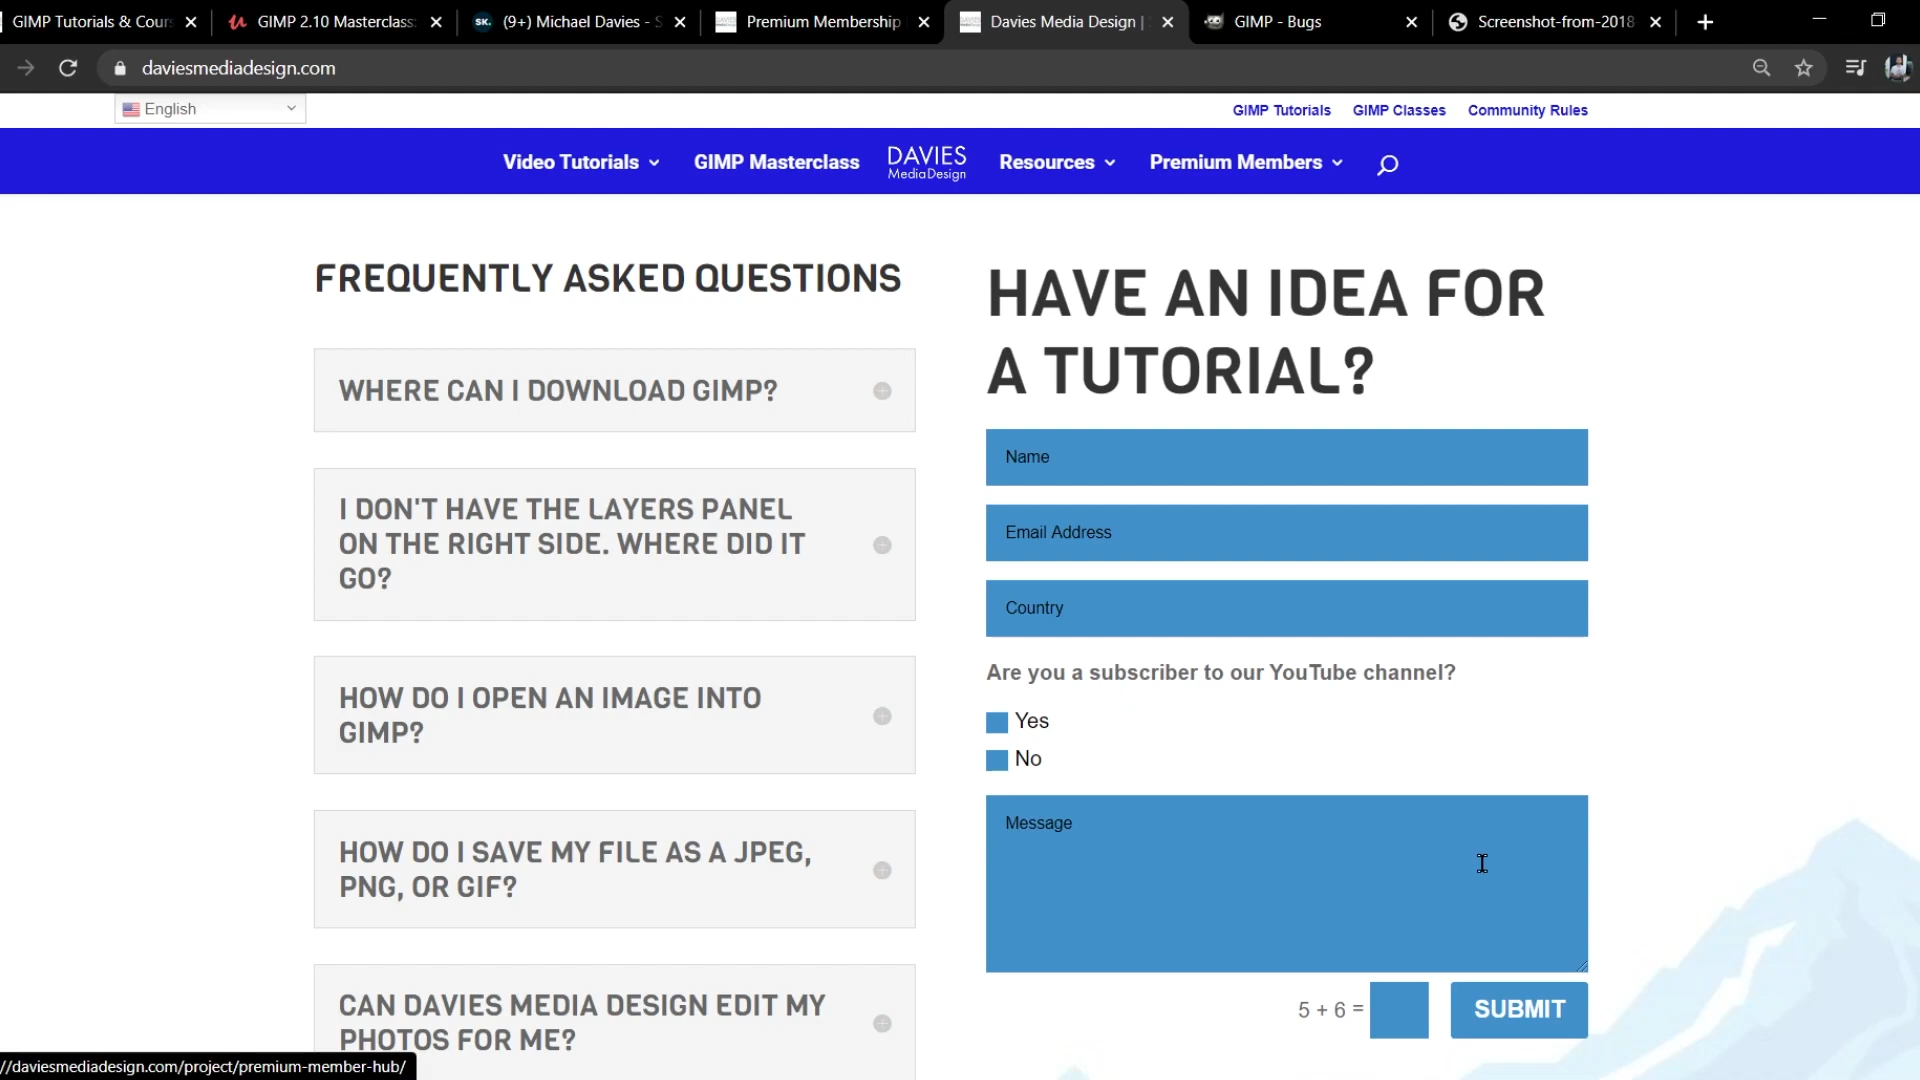 GIMP Tutorials & Cour
GIMP 2.10 Masterclass:
SK.
(9+) Michael Davies - S
Premium Membership
Davies Media Design |
GIMP - Bugs
Screenshot-from-2018
daviesmediadesign.com
English
GIMP Tutorials
GIMP Classes
Community Rules
Video Tutorials
GIMP Masterclass
DAVIES
MediaDesign
Resources
Premium Members
FREQUENTLY ASKED QUESTIONS
WHERE CAN I DOWNLOAD GIMP?
I DON'T HAVE THE LAYERS PANEL
ON THE RIGHT SIDE. WHERE DID IT
GO?
HOW DO I OPEN AN IMAGE INTO
GIMP?
HOW DO I SAVE MY FILE AS A JPEG,
PNG, OR GIF?
CAN DAVIES MEDIA DESIGN EDIT MY
PHOTOS FOR ME?
HAVE AN IDEA FOR
A TUTORIAL?
Name
Email Address
Country
Are you a subscriber to our YouTube channel?
Yes
No
Message
5 + 6 =
SUBMIT
//daviesmediadesign.com/project/premium-member-hub/